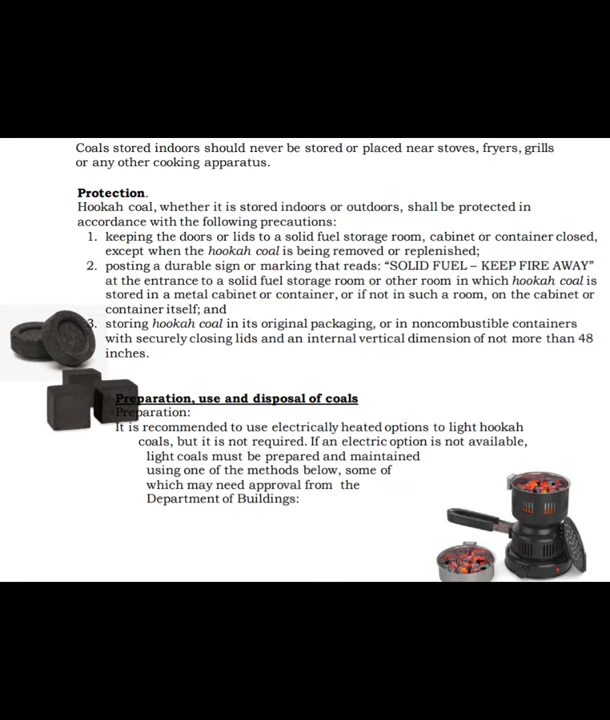 Coals stored indoors should never be stored or placed near stoves, fryers, grills
or any other cooking apparatus.
Protection.
Hookah coal, whether it is stored indoors or outdoors, shall be protected in
accordance with the following precautions:
1. keeping the doors or lids to a solid fuel storage room, cabinet or container closed,
except when the hookah coal is being removed or replenished;
2. posting a durable sign or marking that reads: “SOLID FUEL – KEEP FIRE AWAY”
at the entrance to a solid fuel storage room or other room in which hookah coal is
stored in a metal cabinet or container, or if not in such a room, on the cabinet or
container itself; and
3. storing hookah coal in its original packaging, or in noncombustible containers
with securely closing lids and an internal vertical dimension of not more than 48
inches.
Preparation, use and disposal of coals
Preparation:
It is recommended to use electrically heated options to light hookah
coals, but it is not required. If an electric option is not available,
light coals must be prepared and maintained
using one of the methods below, some of
which may need approval from the
Department of Buildings: